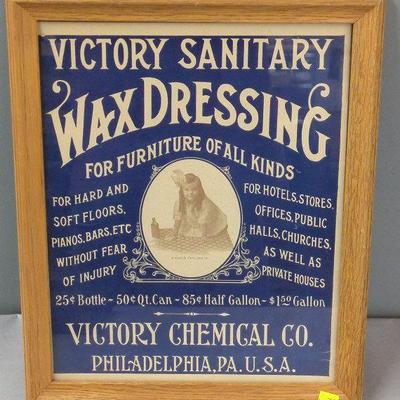 VICTORY SANITARY
WAX DRESSING
FOR FURNITURE OF ALL KINDS
FOR HARD AND
SOFT FLOORS,
PIANOS, BARS, ETC
WITHOUT FEAR
OF INJURY
FOR HOTELS, STORES,
OFFICES, PUBLIC
HALLS, CHURCHES,
AS WELL AS
PRIVATE HOUSES
25¢ Bottle ~ 50¢ Qt. Can ~ 85¢ Half Gallon ~ $1.50 Gallon
VICTORY CHEMICAL CO.
PHILADELPHIA, PA. U.S.A.